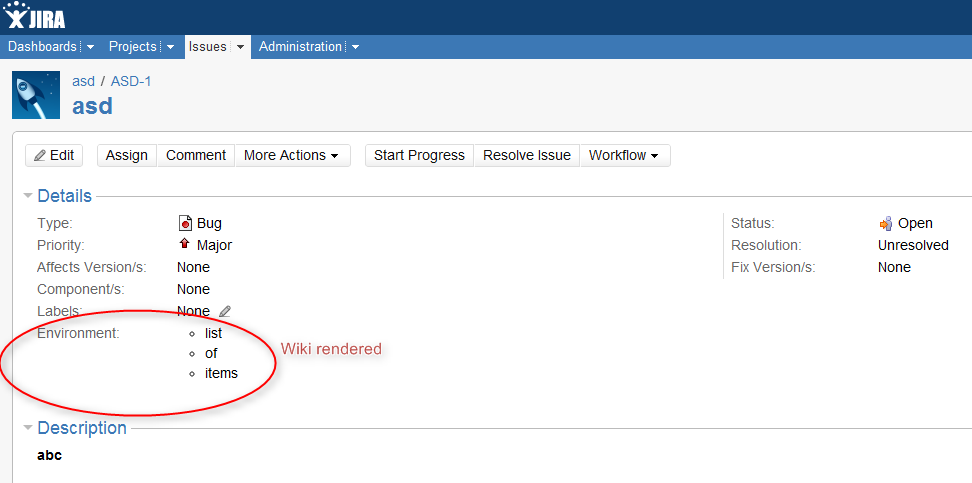 JIRA
Dashboards Projects Issues Administration
asd / ASD-1
asd
Edit Assign Comment More Actions Start Progress Resolve Issue Workflow
Details
Type: Bug Status: Open
Priority: Major Resolution: Unresolved
Affects Version/s: None Fix Version/s: None
Component/s: None
Labels: None
Environment: list
of
items
Wiki rendered
Description
abc